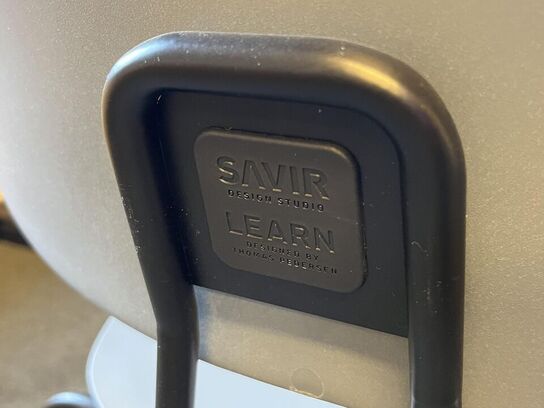 SAVIR
DESIGN STUDIO
LEARN
DESIGNED BY
THOMAS PEDERSEN